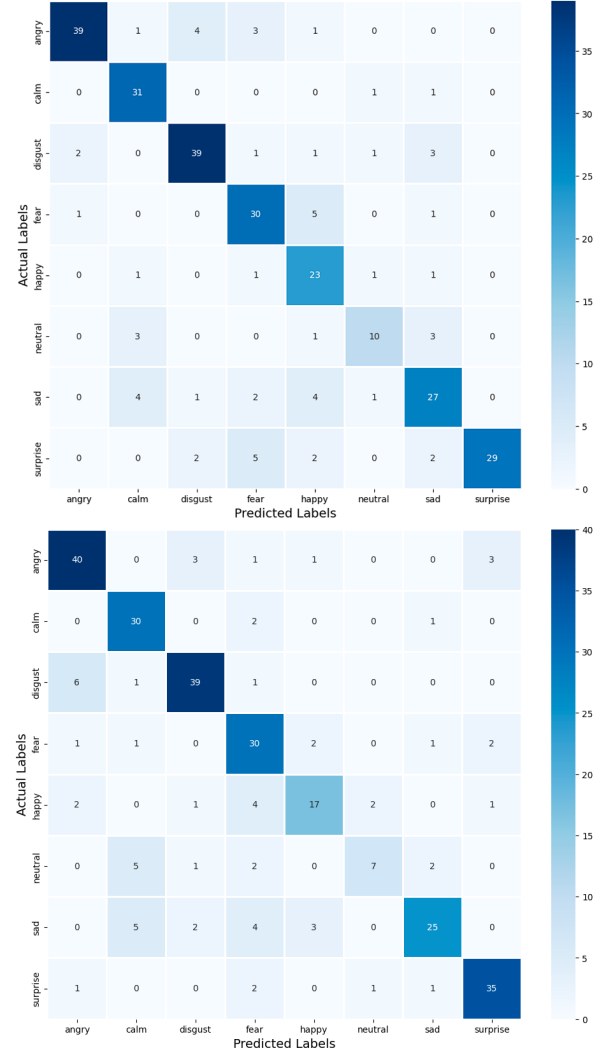 angry 39 1 4 3 1 0 0 0
calm 0 31 0 0 0 1 1 0
disgust 2 0 39 1 1 1 3 0
fear 1 0 0 30 5 0 1 0
happy 0 1 0 1 23 1 1 0
neutral 0 3 0 0 1 10 3 0
sad 0 4 1 2 4 1 27 0
surprise 0 0 2 5 2 0 2 29
Actual Labels
angry calm disgust fear happy neutral sad surprise
Predicted Labels
35
30
25
20
15
10
5
0
angry 40 0 3 1 1 0 0 3
calm 0 30 0 2 0 0 1 0
disgust 6 1 39 1 0 0 0 0
fear 1 1 0 30 2 0 1 2
happy 2 0 1 4 17 2 0 1
neutral 0 5 1 2 0 7 2 0
sad 0 5 2 4 3 0 25 0
surprise 1 0 0 2 0 1 1 35
Actual Labels
angry calm disgust fear happy neutral sad surprise
Predicted Labels
40
35
30
25
20
15
10
5
0